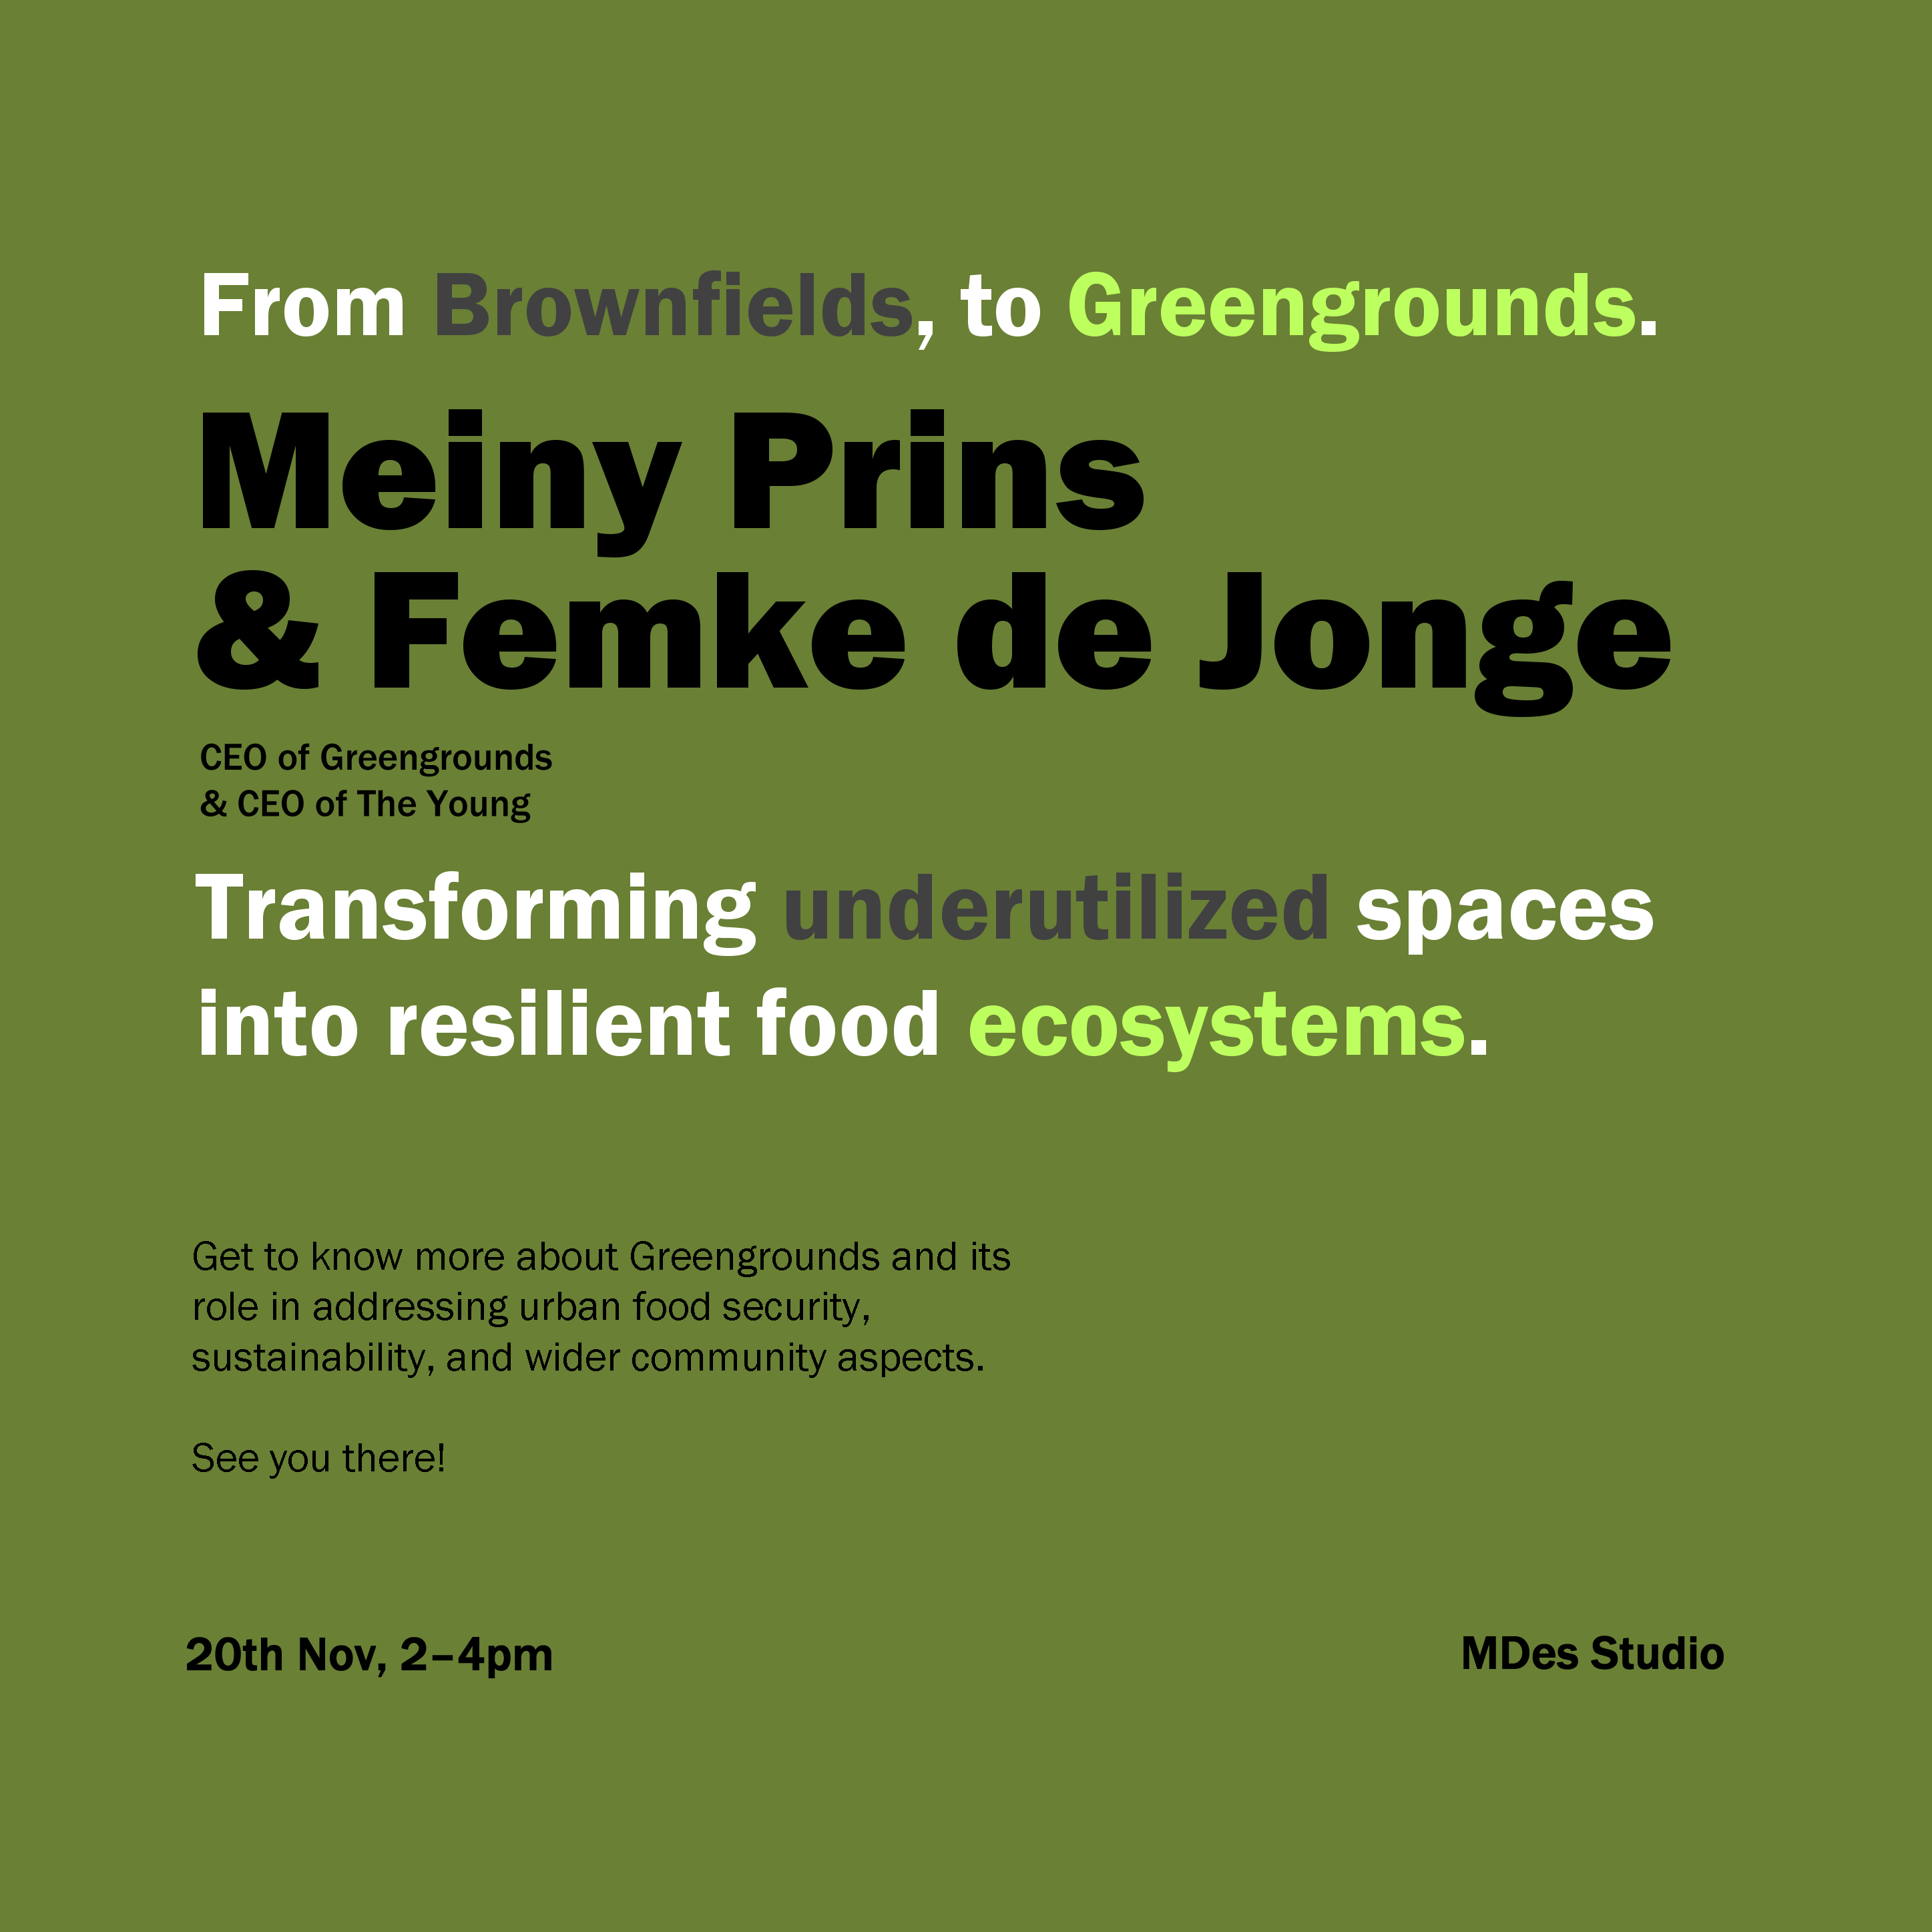 From Brownfields, to Greengrounds.
Meiny Prins
& Femke de Jonge
CEO of Greengrounds
& CEO of The Young
Transforming underutilized spaces
into resilient food ecosystems.
Get to know more about Greengrounds and its
role in addressing urban food security,
sustainability, and wider community aspects.
See you there!
20th Nov, 2–4pm
MDes Studio